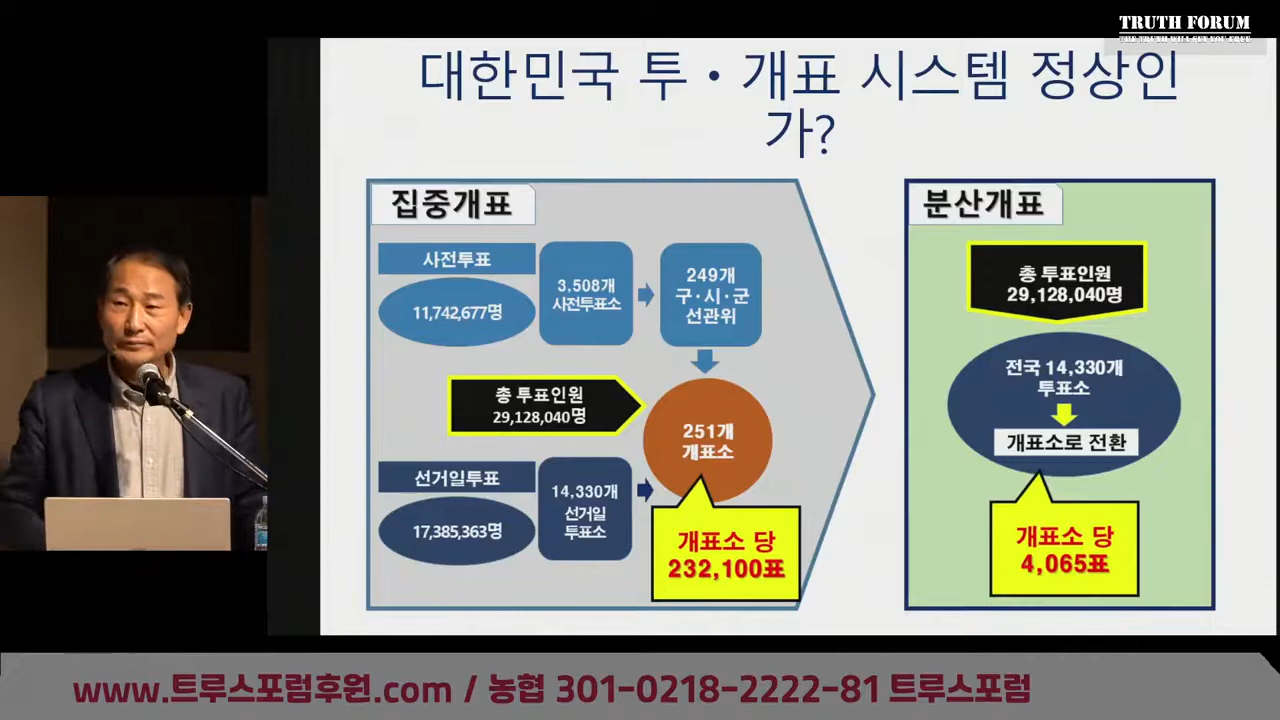 TRUTH FORUM
THE TRUTH WILL SET YOU FREE
대한민국 투 • 개표 시스템 정상인
가?
집중개표
사전투표
11,742,677명
3,508개
사전투표소
249개
구·시·군
선관위
총 투표인원
29,128,040명
251개
개표소
선거일투표
17,385,363명
14,330개
선거일
투표소
개표소 당
232,100표
분산개표
총 투표인원
29,128,040명
전국 14,330개
투표소
개표소로 전환
개표소 당
4,065표
www.트루스포럼후원.com / 농협 301-0218-2222-81 트루스포럼